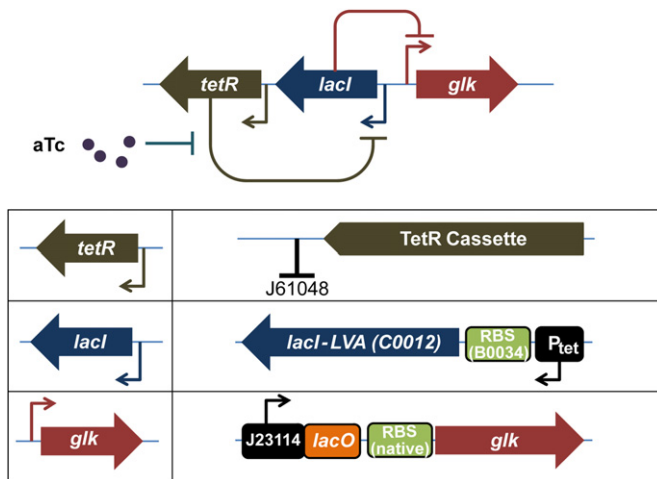 tetR
lacI
glk
aTc
tetR
TetR Cassette
J61048
lacI
lacI-LVA (C0012)
RBS
(B0034)
Ptet
glk
J23114
lacO
RBS
(native)
glk